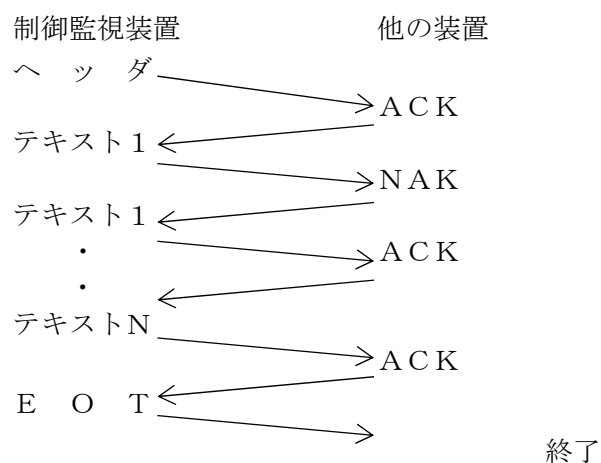 制御監視装置　他の装置
ヘ　ッ　ダ
ＡＣＫ
テキスト１
ＮＡＫ
テキスト１
・　ＡＣＫ
・
テキストＮ
ＡＣＫ
Ｅ　Ｏ　Ｔ
終了